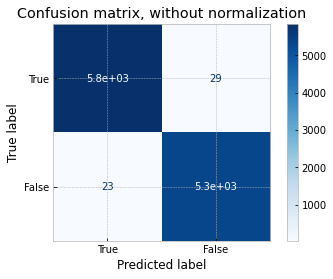 Confusion matrix, without normalization
True label
True
5.8e+03
29
False
23
5.3e+03
True
False
Predicted label
5000
4000
3000
2000
1000